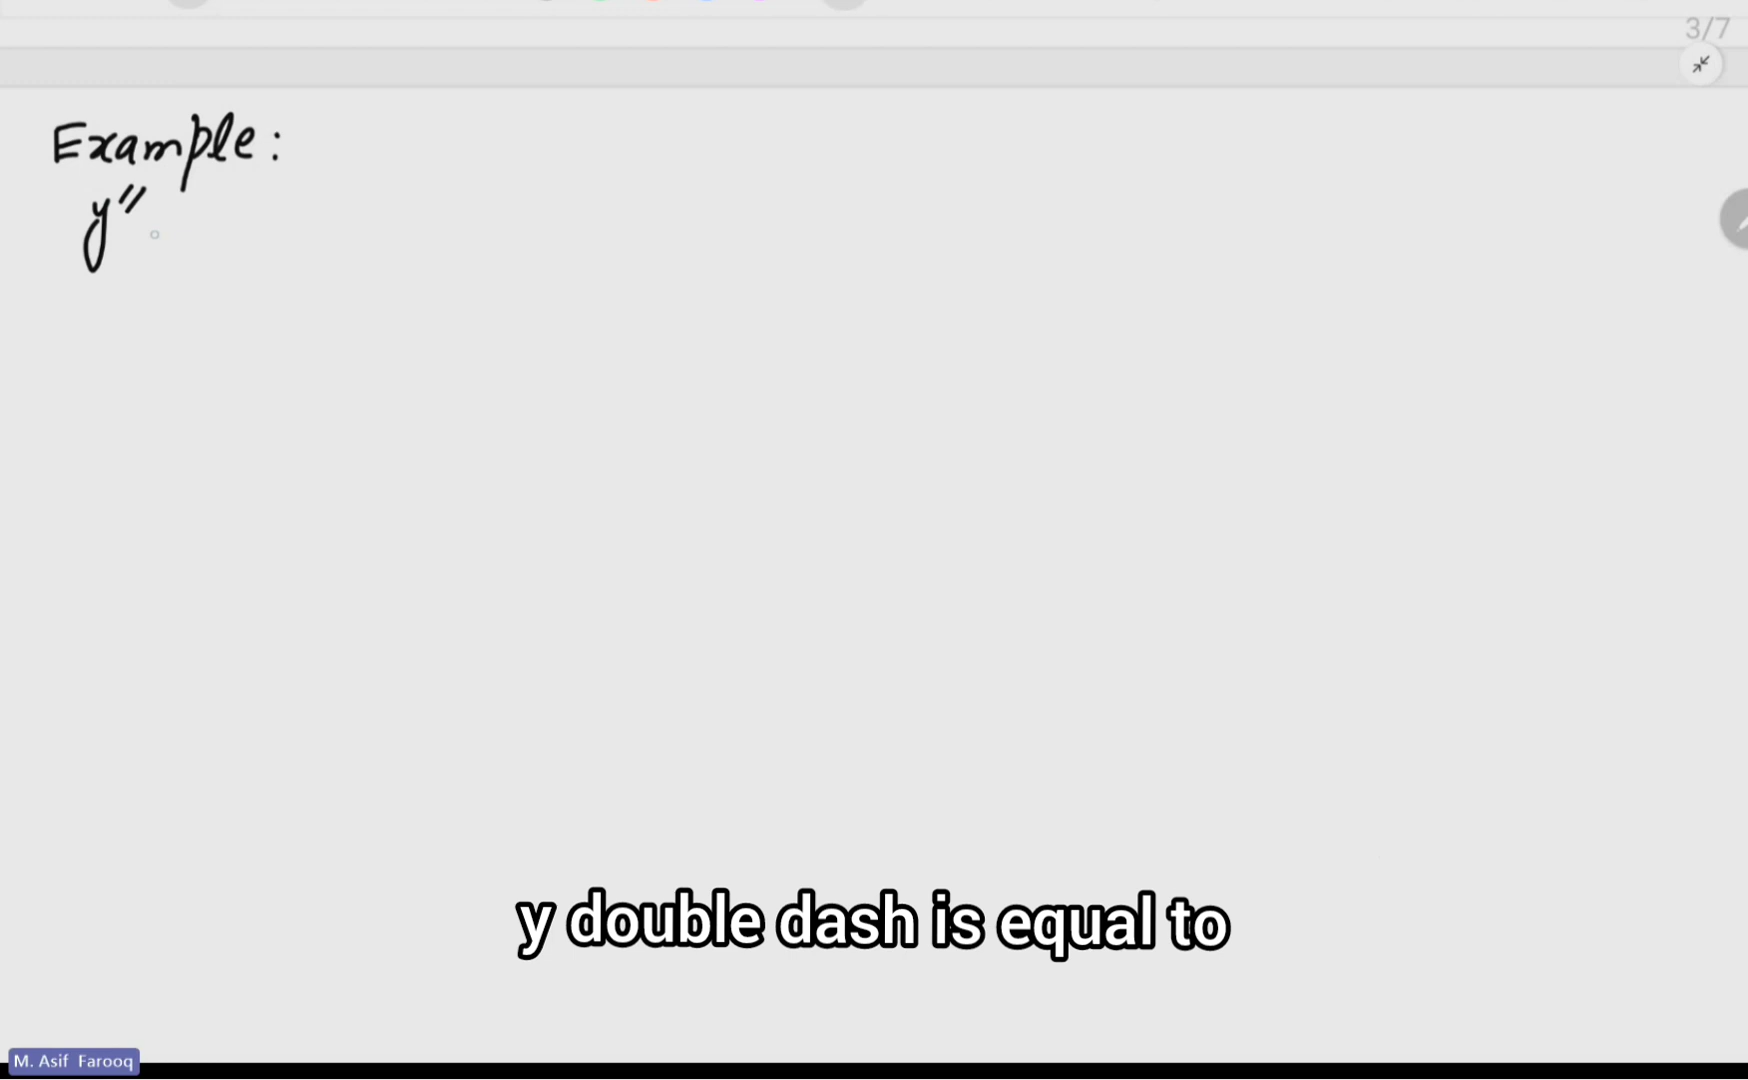 3/7
Example:
y"
y double dash is equal to
M. Asif Farooq